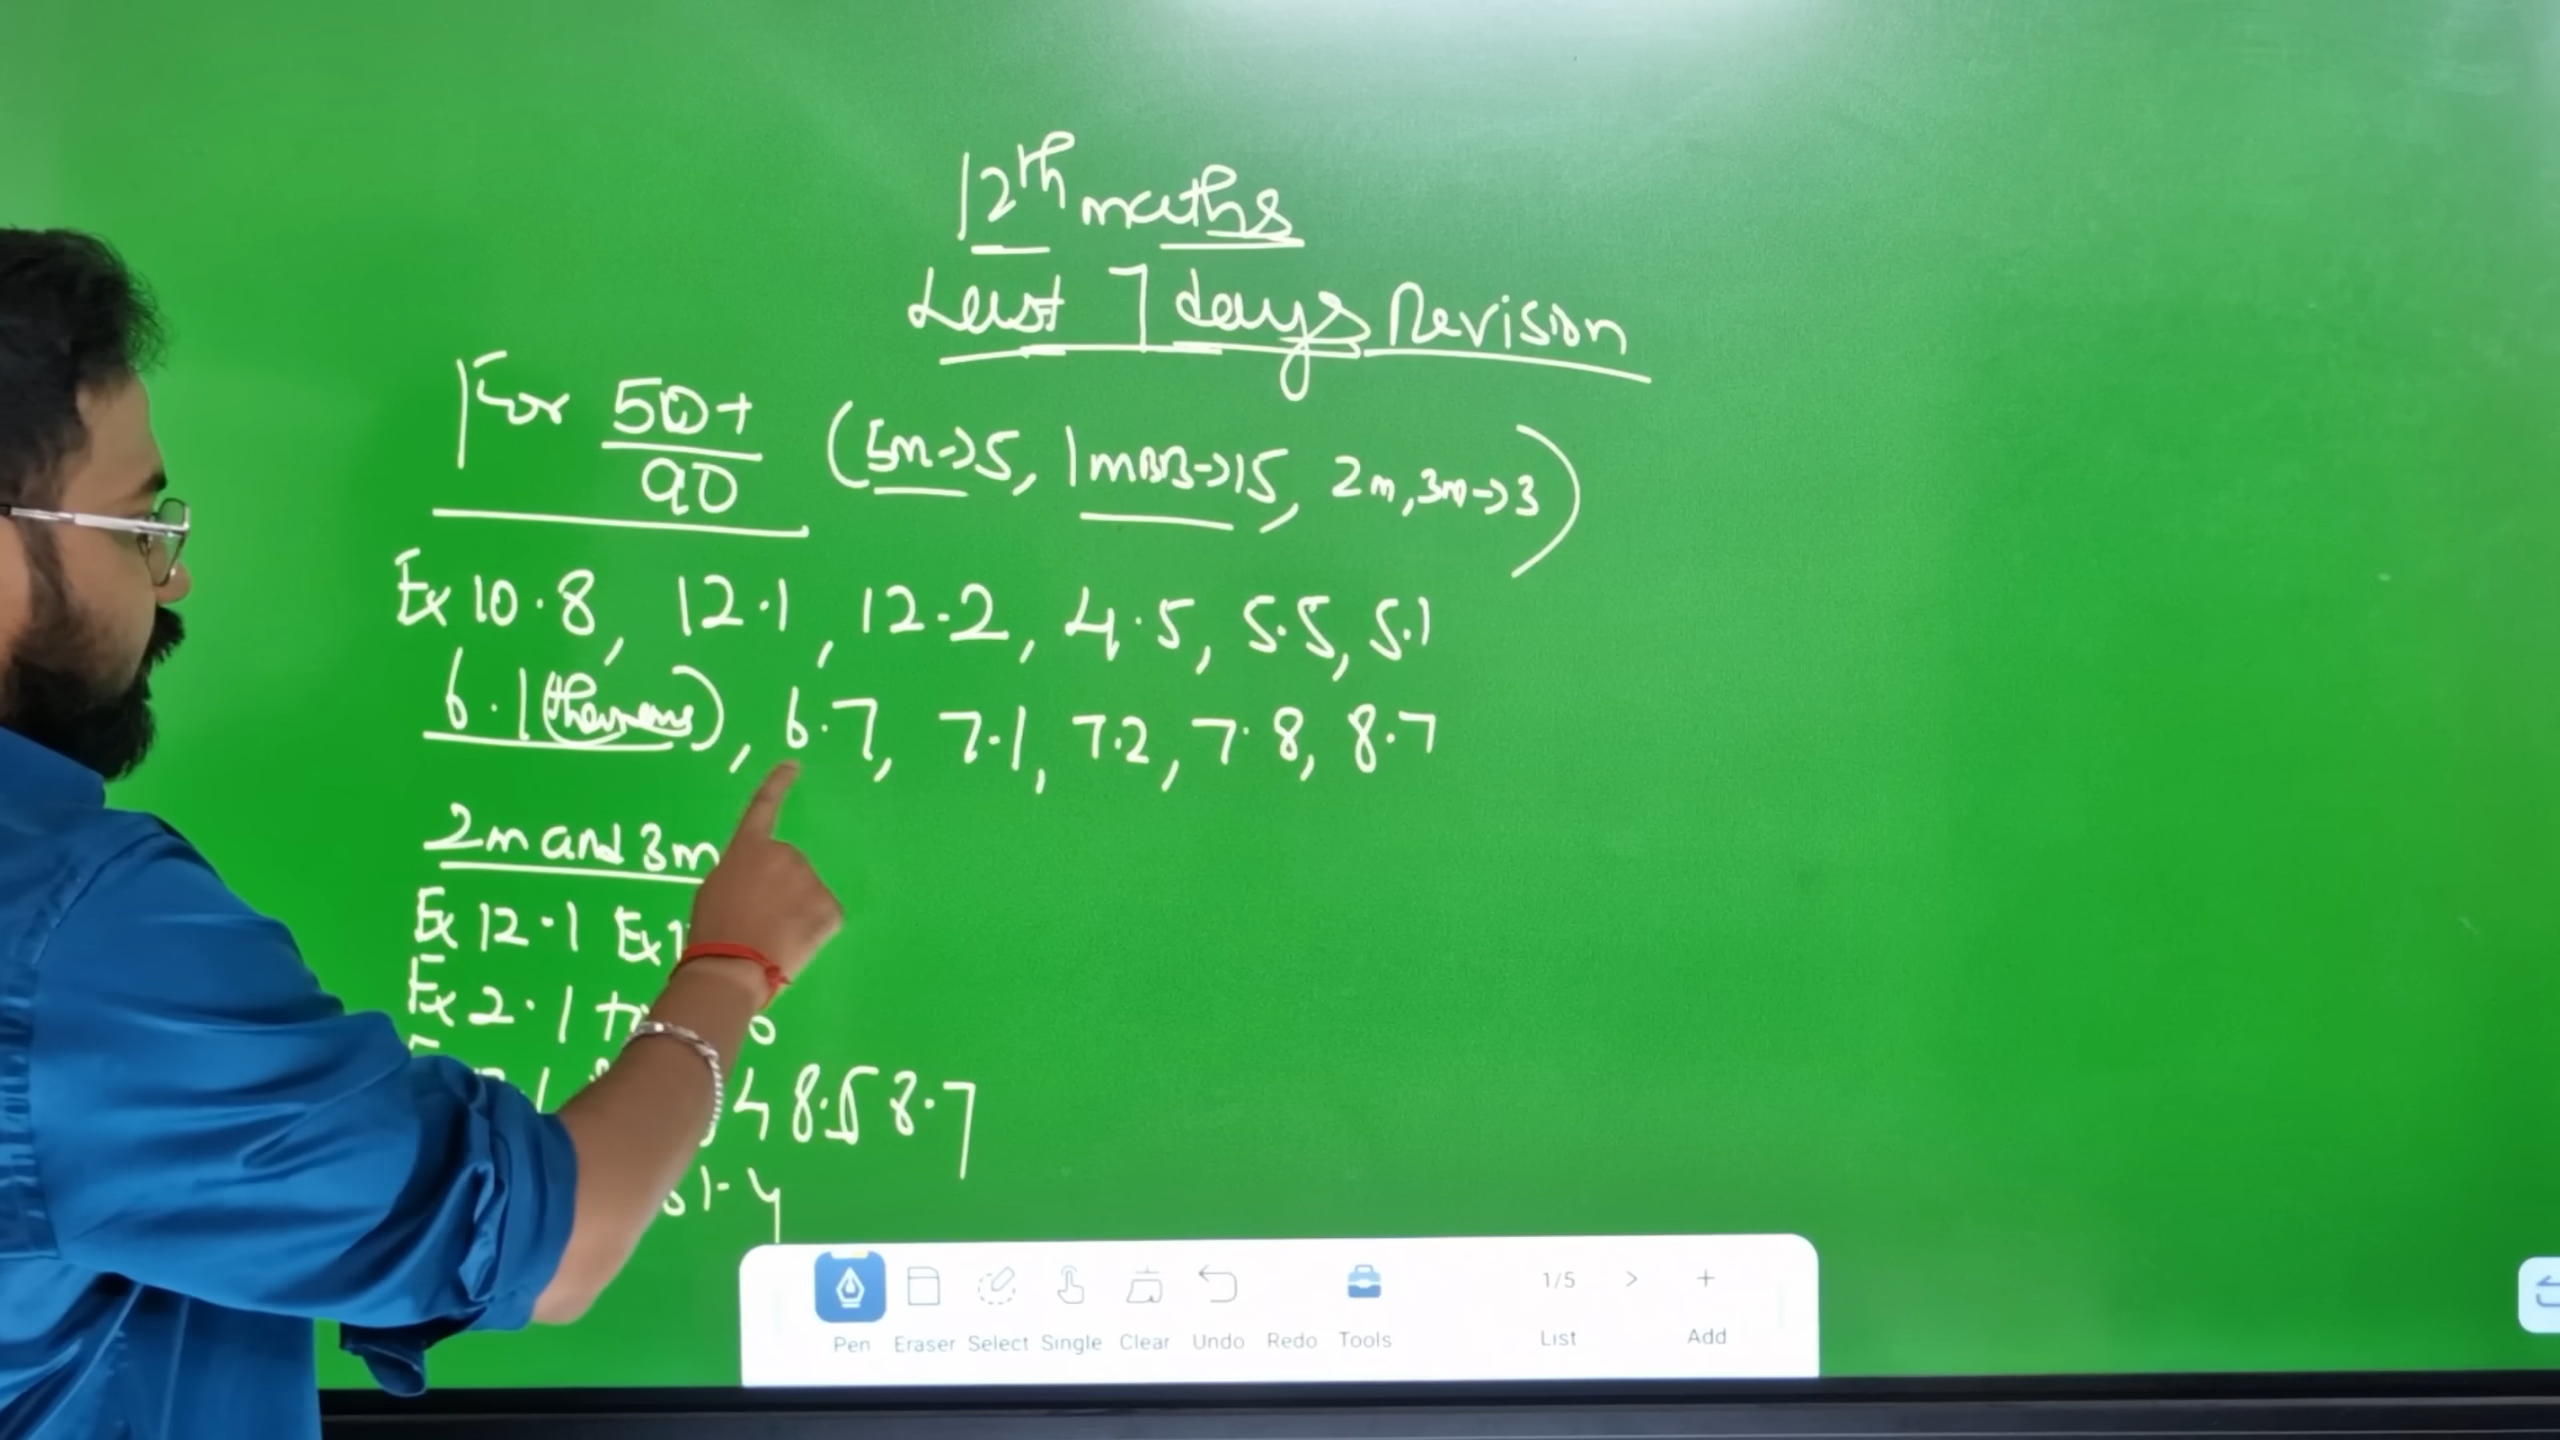 12th maths
Last 7 days Revision
For 50+/90 (5m→5, 1mBB→15, 2m,3m→3)
Ex 10.8, 12.1, 12.2, 4.5, 5.5, 5.1
6.1(theorems), 6.7, 7.1, 7.2, 7.8, 8.7
2m and 3m
Ex 12.1 Ex
Ex 2.1
8.5 8.7
Pen Eraser Select Single Clear Undo Redo Tools 1/5 List Add